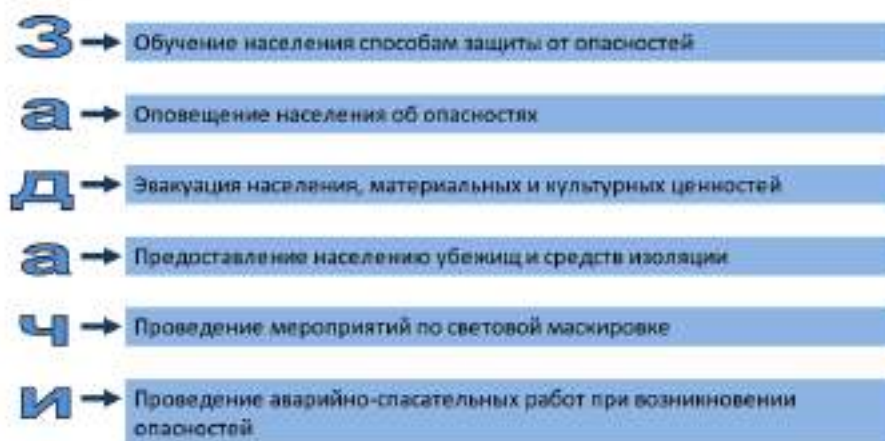 З Обучение населения способам защиты от опасностей
а Оповещение населения об опасностях
д Эвакуация населения, материальных и культурных ценностей
а Предоставление населению убежищ и средств изоляции
ч Проведение мероприятий по световой маскировке
и Проведение аварийно-спасательных работ при возникновении
опасностей